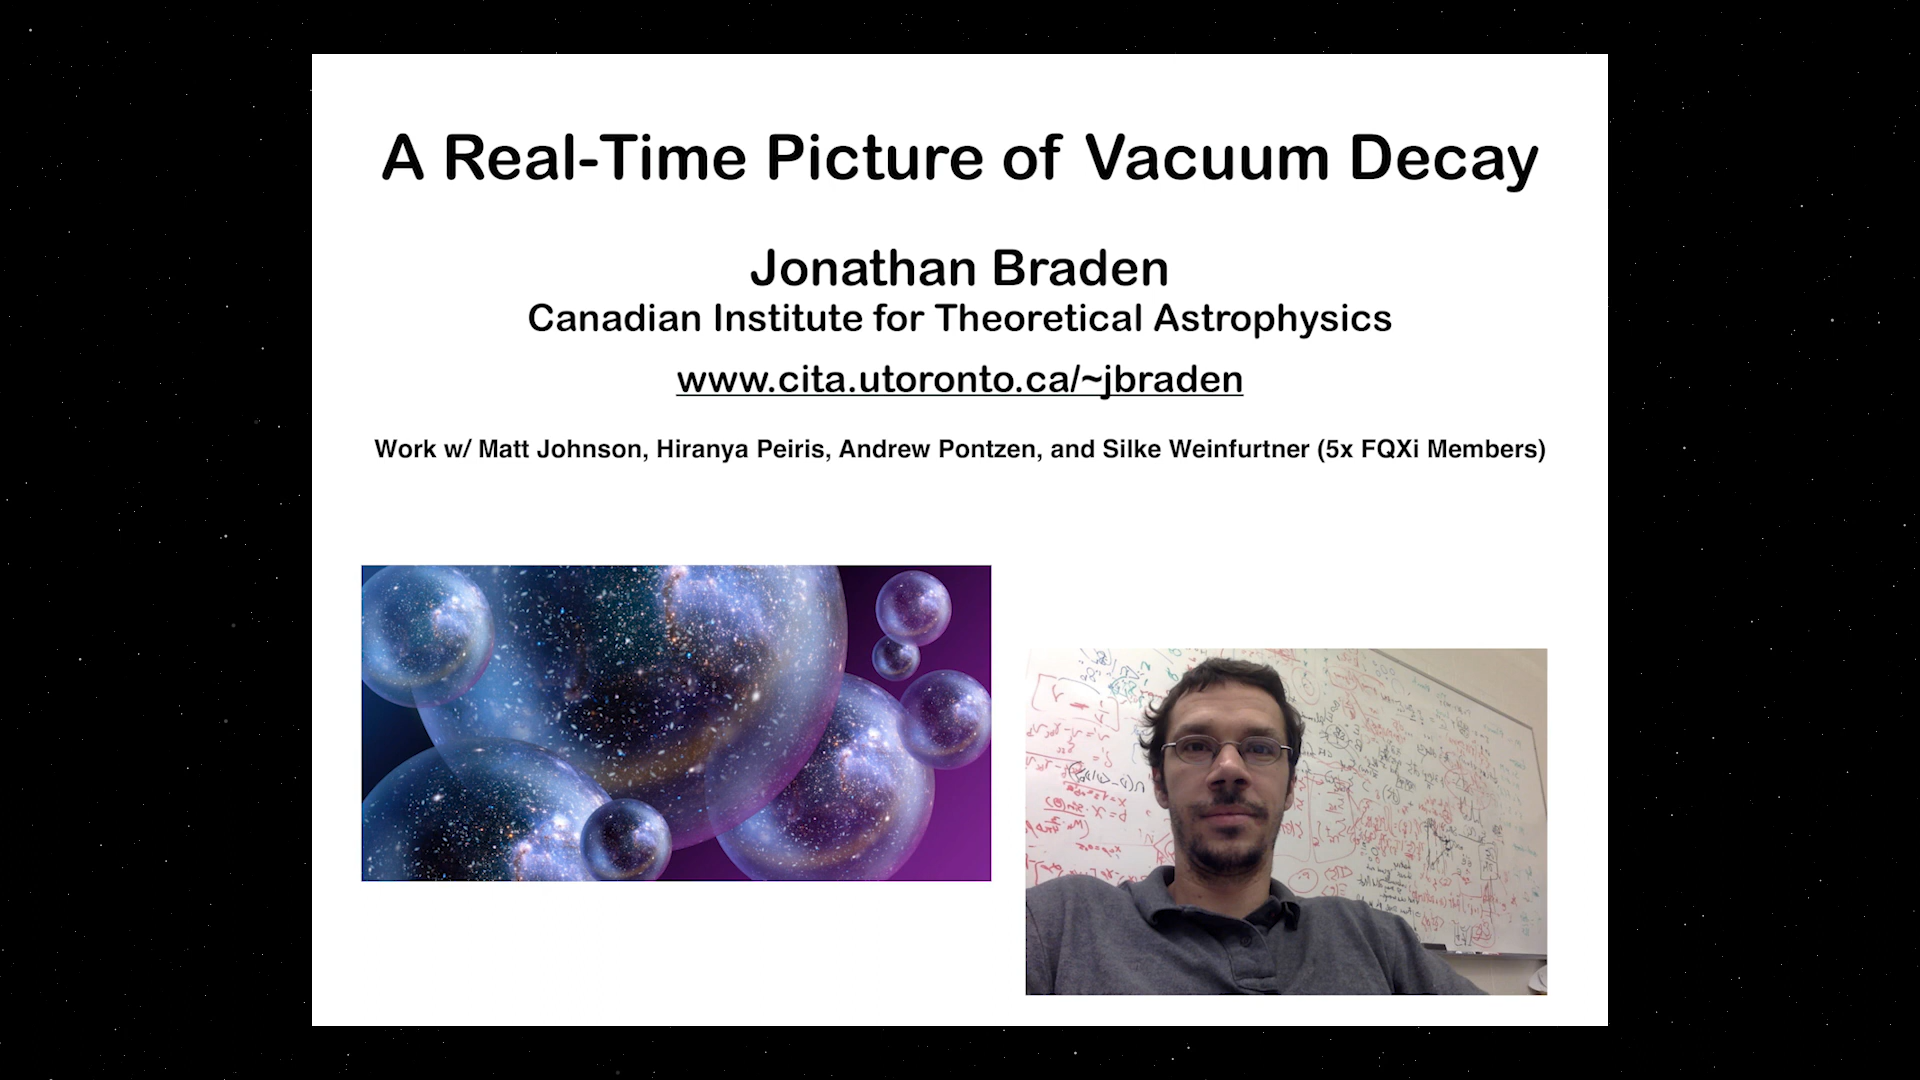 A Real-Time Picture of Vacuum Decay
Jonathan Braden
Canadian Institute for Theoretical Astrophysics
www.cita.utoronto.ca/~jbraden
Work w/ Matt Johnson, Hiranya Peiris, Andrew Pontzen, and Silke Weinfurtner (5x FQXi Members)